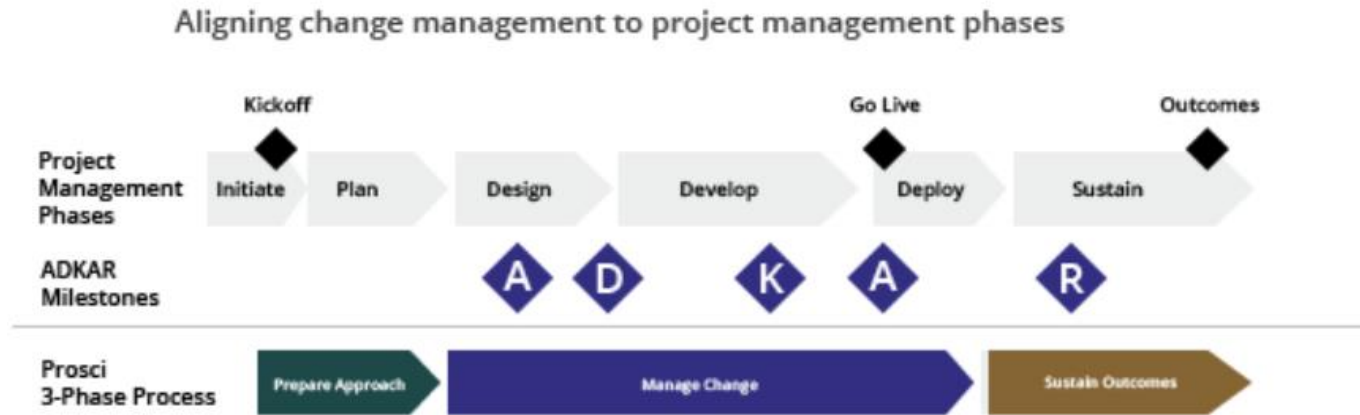 Aligning change management to project management phases
Kickoff
Go Live
Outcomes
Project
Management
Phases
Initiate
Plan
Design
Develop
Deploy
Sustain
ADKAR
Milestones
A
D
K
A
R
Prosci
3-Phase Process
Prepare Approach
Manage Change
Sustain Outcomes